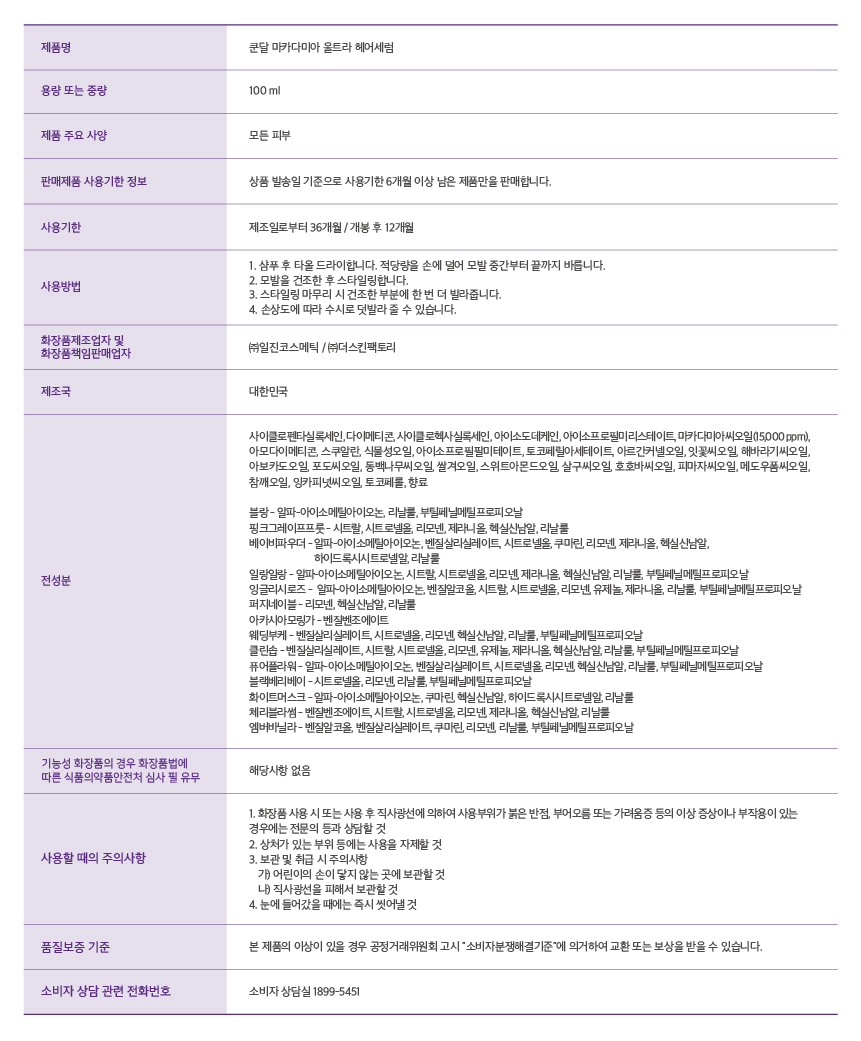 제품명
쿤달 마카다미아 울트라 헤어세럼
용량 또는 중량
100 ml
제품 주요 사양
모든 피부
판매제품 사용기한 정보
상품 발송일 기준으로 사용기한 6개월 이상 남은 제품만을 판매합니다.
사용기한
제조일로부터 36개월 / 개봉 후 12개월
사용방법
1. 샴푸 후 타올 드라이합니다. 적당량을 손에 덜어 모발 중간부터 끝까지 바릅니다.
2. 모발을 건조한 후 스타일링합니다.
3. 스타일링 마무리 시 건조한 부분에 한 번 더 발라줍니다.
4. 손상도에 따라 수시로 덧발라 줄 수 있습니다.
화장품제조업자 및
화장품책임판매업자
㈜일진코스메틱 / ㈜더스킨팩토리
제조국
대한민국
전성분
사이클로펜타실록세인, 다이메티콘, 사이클로헥사실록세인, 아이소도데케인, 아이소프로필미리스테이트, 마카다미아씨오일(15,000 ppm),
아모다이메티콘, 스쿠알란, 식물성오일, 아이소프로필팔미테이트, 토코페릴아세테이트, 아르간커넬오일, 잇꽃씨오일, 해바라기씨오일,
아보카도오일, 포도씨오일, 동백나무씨오일, 쌀겨오일, 스위트아몬드오일, 살구씨오일, 호호바씨오일, 피마자씨오일, 메도우폼씨오일,
참깨오일, 잉카피넛씨오일, 토코페롤, 향료
블랑 - 알파-아이소메틸아이오논, 리날룰, 부틸페닐메틸프로피오날
핑크그레이프프룻 - 시트랄, 시트로넬올, 리모넨, 제라니올, 헥실신남알, 리날룰
베이비파우더 - 알파-아이소메틸아이오논, 벤질살리실레이트, 시트로넬올, 쿠마린, 리모넨, 제라니올, 헥실신남알,
하이드록시시트로넬알, 리날룰
일랑일랑 - 알파-아이소메틸아이오논, 시트랄, 시트로넬올, 리모넨, 제라니올, 헥실신남알, 리날룰, 부틸페닐메틸프로피오날
잉글리시로즈 - 알파-아이소메틸아이오논, 벤질알코올, 시트랄, 시트로넬올, 리모넨, 유제놀, 제라니올, 리날룰, 부틸페닐메틸프로피오날
퍼지네이블 - 리모넨, 헥실신남알, 리날룰
아카시아모링가 - 벤질벤조에이트
웨딩부케 - 벤질살리실레이트, 시트로넬올, 리모넨, 헥실신남알, 리날룰, 부틸페닐메틸프로피오날
클린솝 - 벤질살리실레이트, 시트랄, 시트로넬올, 리모넨, 유제놀, 제라니올, 헥실신남알, 리날룰, 부틸페닐메틸프로피오날
퓨어플라워 - 알파-아이소메틸아이오논, 벤질살리실레이트, 시트로넬올, 리모넨, 헥실신남알, 리날룰, 부틸페닐메틸프로피오날
블랙베리베이 - 시트로넬올, 리모넨, 리날룰, 부틸페닐메틸프로피오날
화이트머스크 - 알파-아이소메틸아이오논, 쿠마린, 헥실신남알, 하이드록시시트로넬알, 리날룰
체리블라썸 - 벤질벤조에이트, 시트랄, 시트로넬올, 리모넨, 제라니올, 헥실신남알, 리날룰
엠버바닐라 - 벤질알코올, 벤질살리실레이트, 쿠마린, 리모넨, 리날룰, 부틸페닐메틸프로피오날
기능성 화장품의 경우 화장품법에
따른 식품의약품안전처 심사 필 유무
해당사항 없음
사용할 때의 주의사항
1. 화장품 사용 시 또는 사용 후 직사광선에 의하여 사용부위가 붉은 반점, 부어오름 또는 가려움증 등의 이상 증상이나 부작용이 있는
경우에는 전문의 등과 상담할 것
2. 상처가 있는 부위 등에는 사용을 자제할 것
3. 보관 및 취급 시 주의사항
가) 어린이의 손이 닿지 않는 곳에 보관할 것
나) 직사광선을 피해서 보관할 것
4. 눈에 들어갔을 때에는 즉시 씻어낼 것
품질보증 기준
본 제품의 이상이 있을 경우 공정거래위원회 고시 "소비자분쟁해결기준"에 의거하여 교환 또는 보상을 받을 수 있습니다.
소비자 상담 관련 전화번호
소비자 상담실 1899-5451